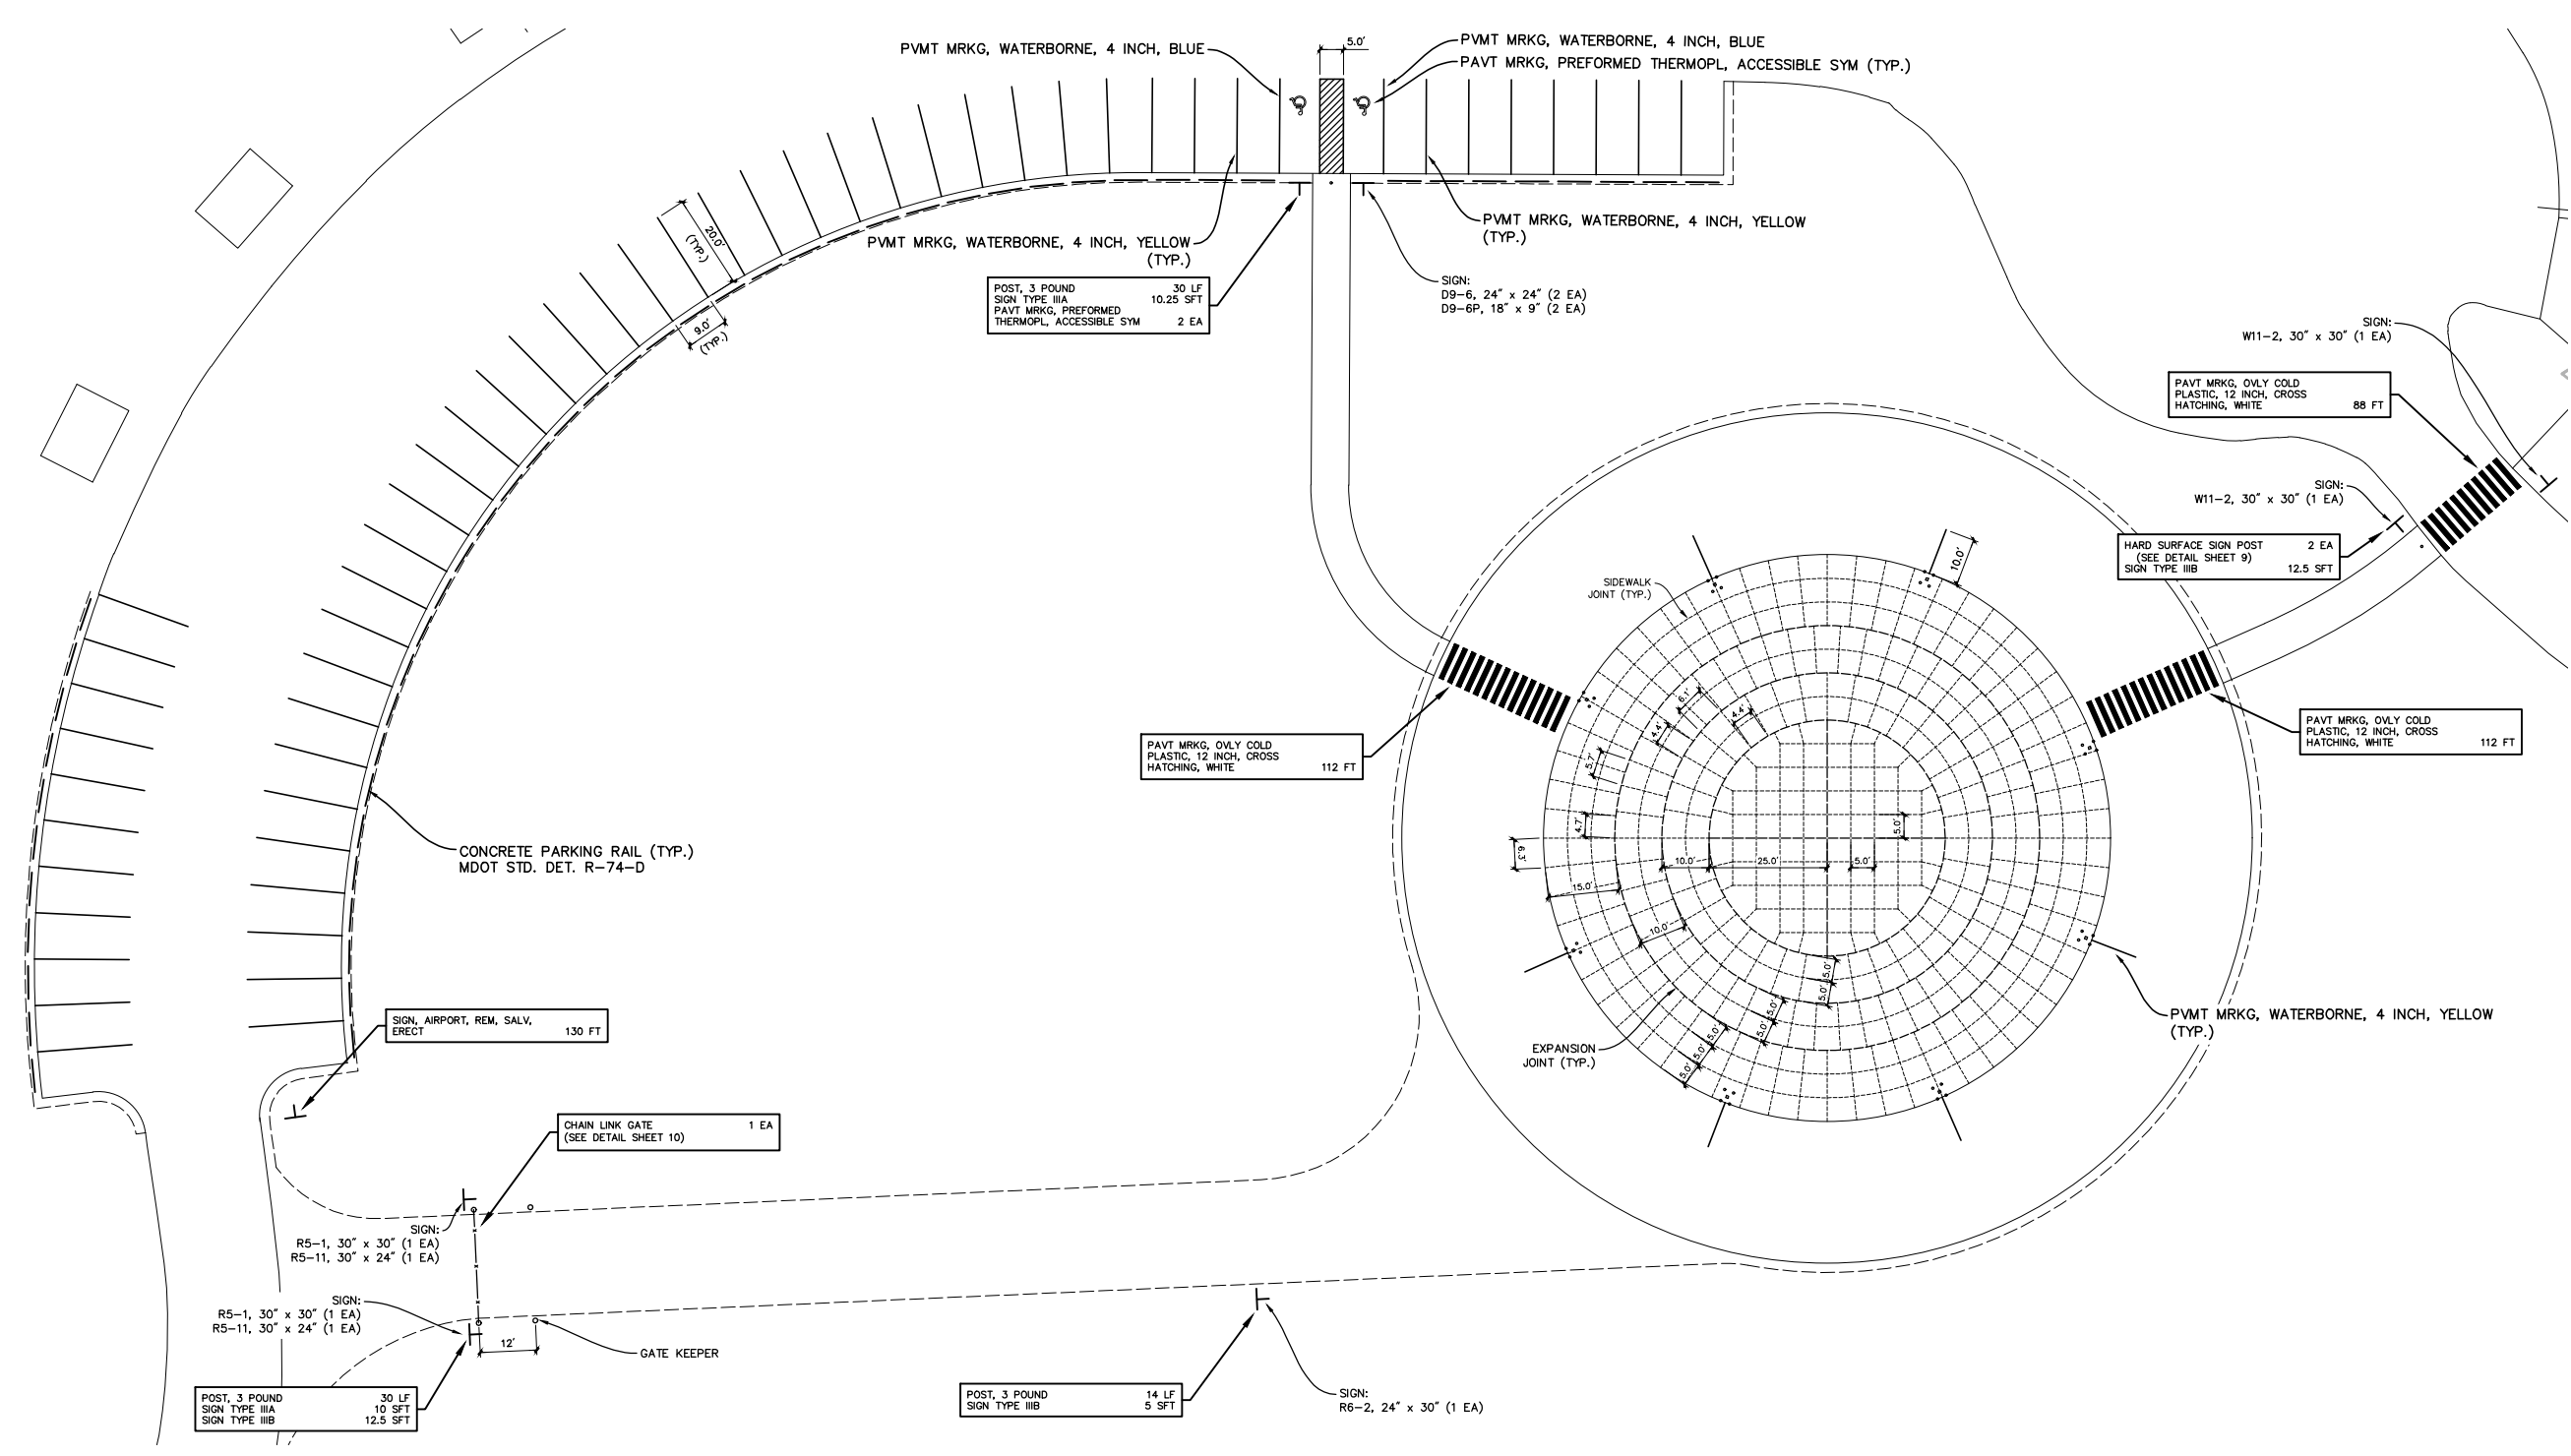 PVMT MRKG, WATERBORNE, 4 INCH, BLUE
5.0'
PVMT MRKG, WATERBORNE, 4 INCH, BLUE
PAVT MRKG, PREFORMED THERMOPL, ACCESSIBLE SYM (TYP.)
20.0'
(TYP.)
9.0'
(TYP.)
PVMT MRKG, WATERBORNE, 4 INCH, YELLOW
(TYP.)
PVMT MRKG, WATERBORNE, 4 INCH, YELLOW
(TYP.)
POST, 3 POUND 30 LF
SIGN TYPE IIIA 10.25 SFT
PAVT MRKG, PREFORMED
THERMOPL, ACCESSIBLE SYM 2 EA
SIGN:
D9-6, 24" x 24" (2 EA)
D9-6P, 18" x 9" (2 EA)
SIGN:
W11-2, 30" x 30" (1 EA)
PAVT MRKG, OVLY COLD
PLASTIC, 12 INCH, CROSS
HATCHING, WHITE 88 FT
SIGN:
W11-2, 30" x 30" (1 EA)
HARD SURFACE SIGN POST 2 EA
(SEE DETAIL SHEET 9)
SIGN TYPE IIIB 12.5 SFT
10.0'
SIDEWALK
JOINT (TYP.)
6.1'
4.4'
4.4'
5.7'
4.7'
6.3'
5.0'
10.0'
25.0'
5.0'
15.0'
10.0'
5.0'
5.0'
5.0'
5.0'
5.0'
5.0'
5.0'
PAVT MRKG, OVLY COLD
PLASTIC, 12 INCH, CROSS
HATCHING, WHITE 112 FT
PAVT MRKG, OVLY COLD
PLASTIC, 12 INCH, CROSS
HATCHING, WHITE 112 FT
CONCRETE PARKING RAIL (TYP.)
MDOT STD. DET. R-74-D
SIGN, AIRPORT, REM, SALV,
ERECT 130 FT
EXPANSION
JOINT (TYP.)
PVMT MRKG, WATERBORNE, 4 INCH, YELLOW
(TYP.)
CHAIN LINK GATE 1 EA
(SEE DETAIL SHEET 10)
SIGN:
R5-1, 30" x 30" (1 EA)
R5-11, 30" x 24" (1 EA)
SIGN:
R5-1, 30" x 30" (1 EA)
R5-11, 30" x 24" (1 EA)
12'
GATE KEEPER
POST, 3 POUND 30 LF
SIGN TYPE IIIA 10 SFT
SIGN TYPE IIIB 12.5 SFT
POST, 3 POUND 14 LF
SIGN TYPE IIIB 5 SFT
SIGN:
R6-2, 24" x 30" (1 EA)